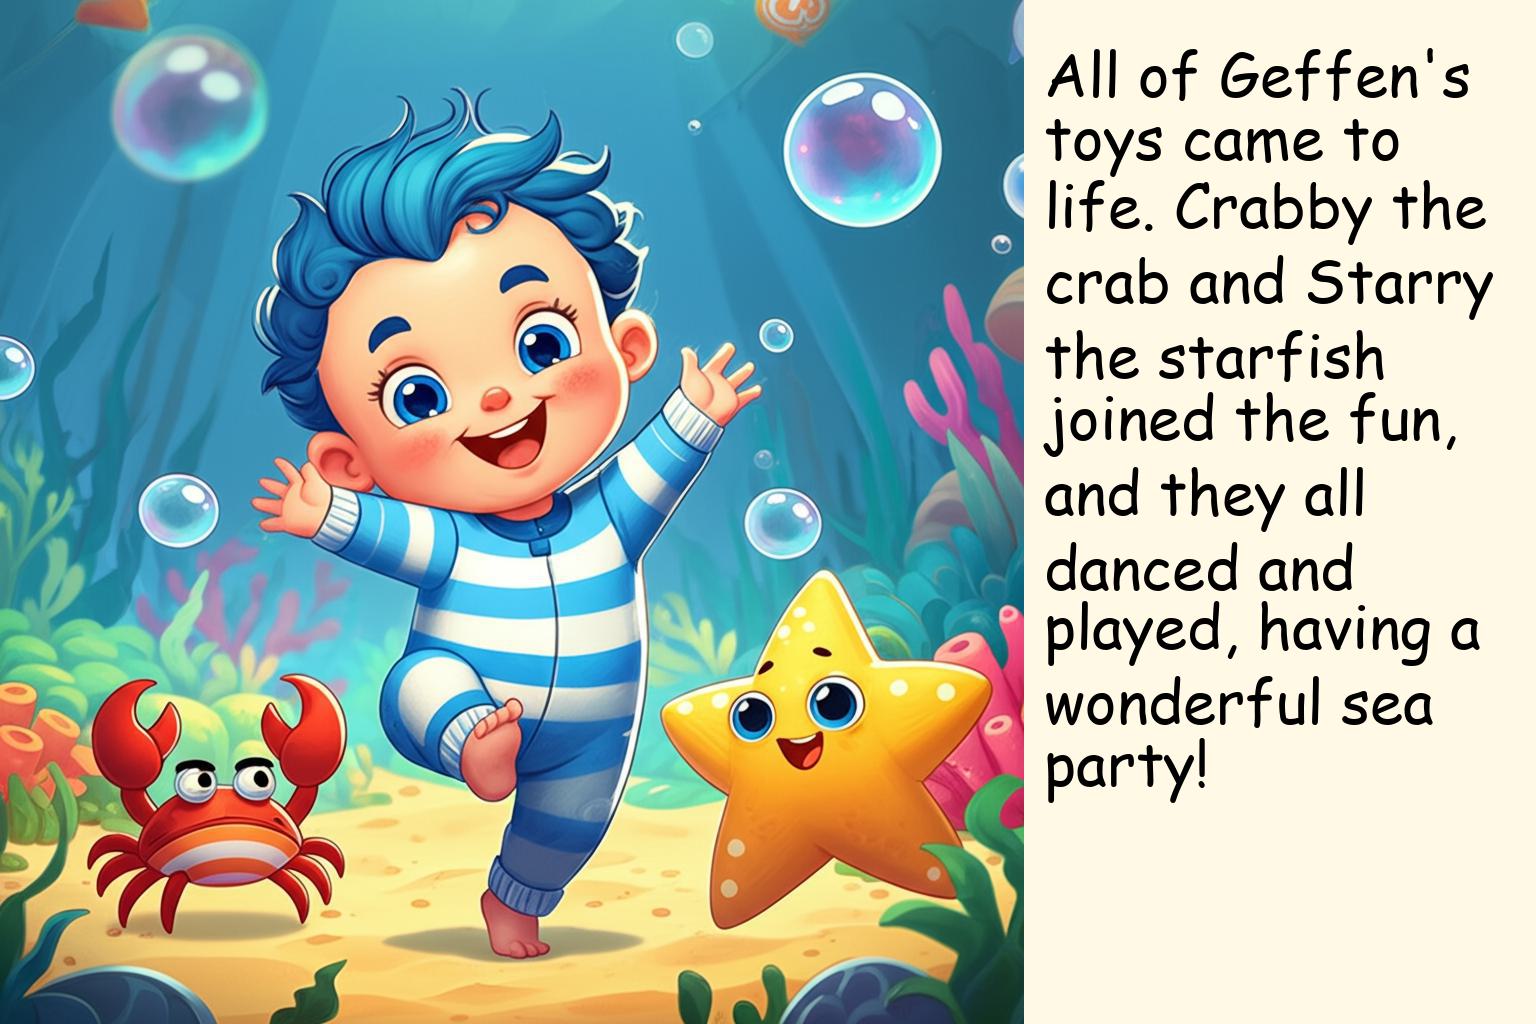 All of Geffen's
toys came to
life. Crabby the
crab and Starry
the starfish
joined the fun,
and they all
danced and
played, having a
wonderful sea
party!